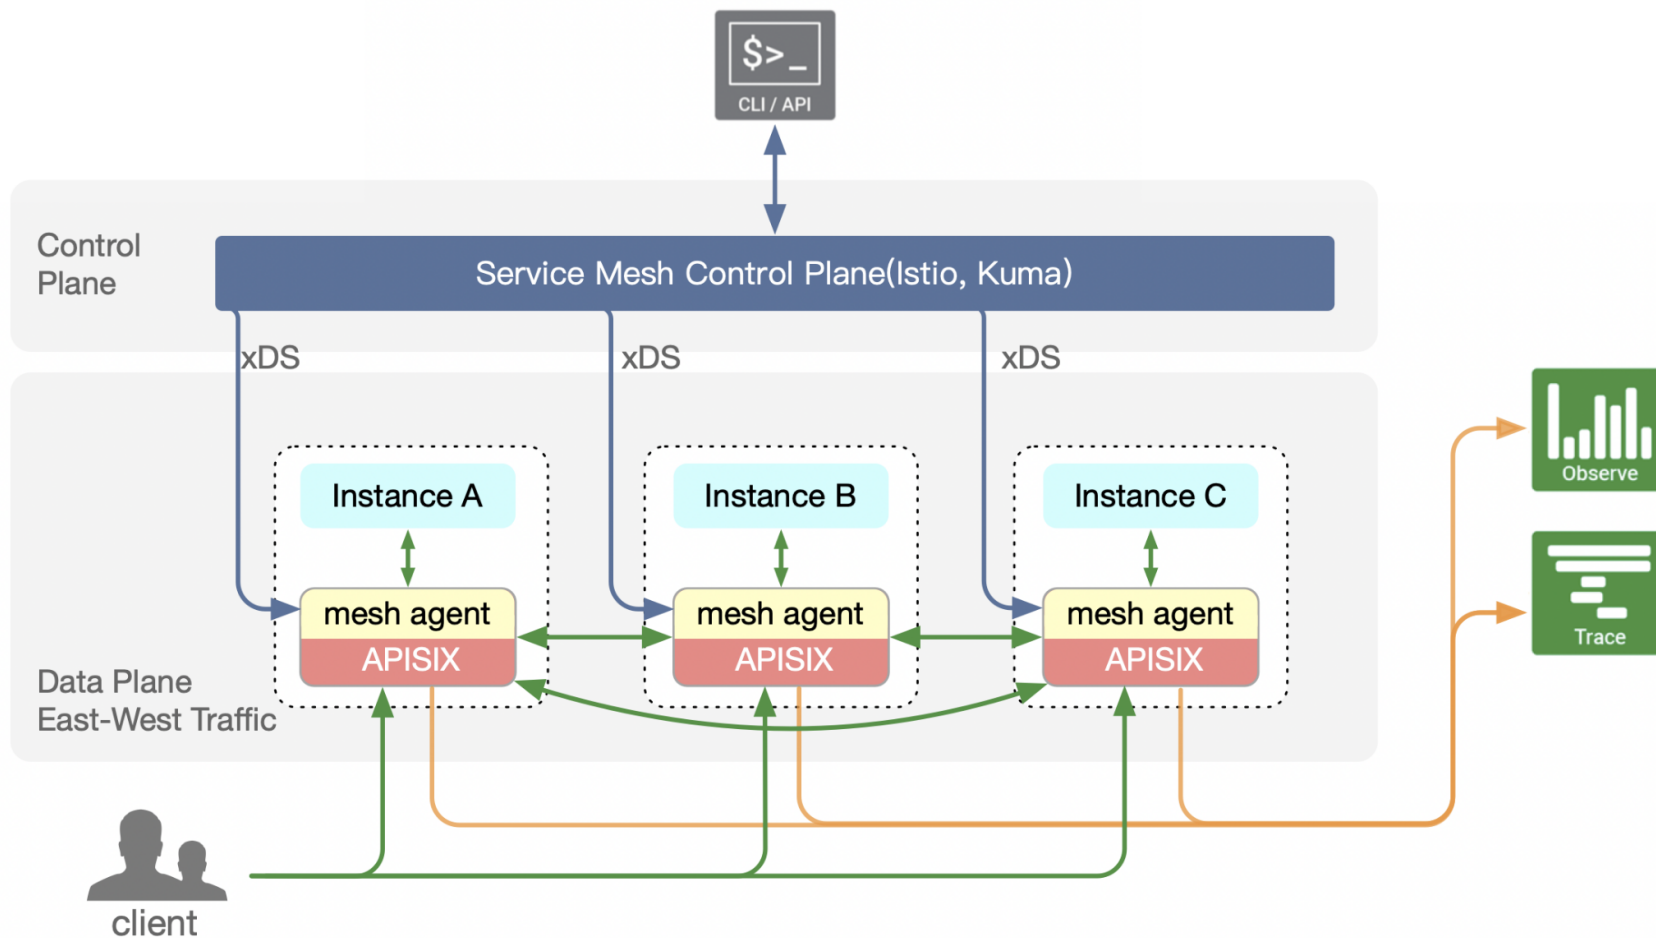 $>_
CLI / API
Control
Plane
Service Mesh Control Plane(Istio, Kuma)
xDS
xDS
xDS
Instance A
Instance B
Instance C
mesh agent
APISIX
mesh agent
APISIX
mesh agent
APISIX
Observe
Trace
Data Plane
East-West Traffic
client